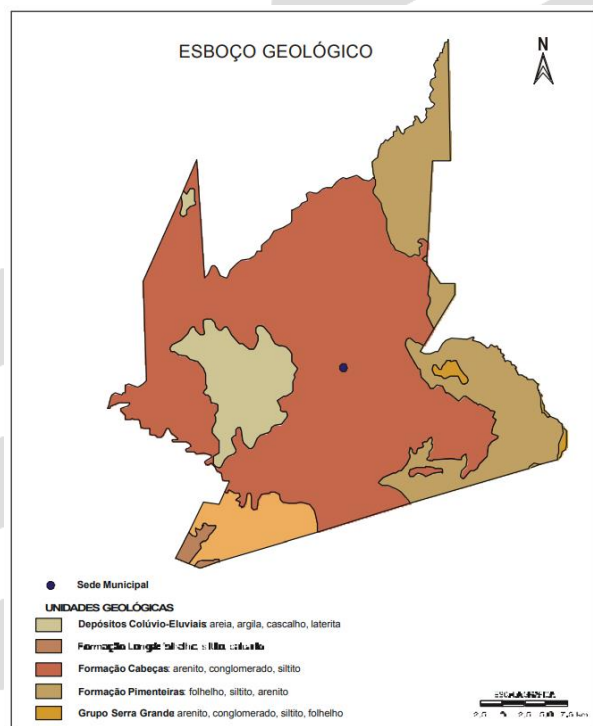 ESBOÇO GEOLÓGICO
N
Sede Municipal
UNIDADES GEOLÓGICAS
Depósitos Colúvio-Eluviais: areia, argila, cascalho, laterita
Formação
Formação Cabeças: arenito, conglomerado, siltito
Formação Pimenteiras: folhelho, siltito, arenito
Grupo Serra Grande: arenito, conglomerado, siltito, folhelho